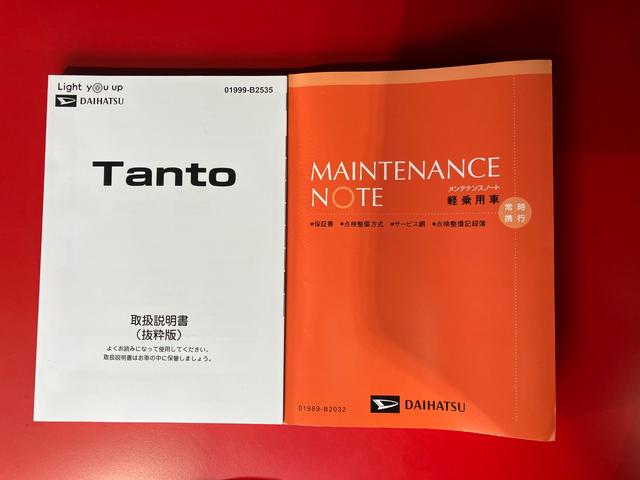 Light you up
DAIHATSU
01999-B2535
Tanto
取扱説明書
（抜粋版）
よくお読みになって使用してください。
取扱説明書はお車の中に保管しましょう。
MAINTENANCE
NOTE
メンテナンスノート
軽乗用車
常時
携行
●保証書 ●点検整備方式 ●サービス網 ●点検整備記録簿
01989-B2032
DAIHATSU